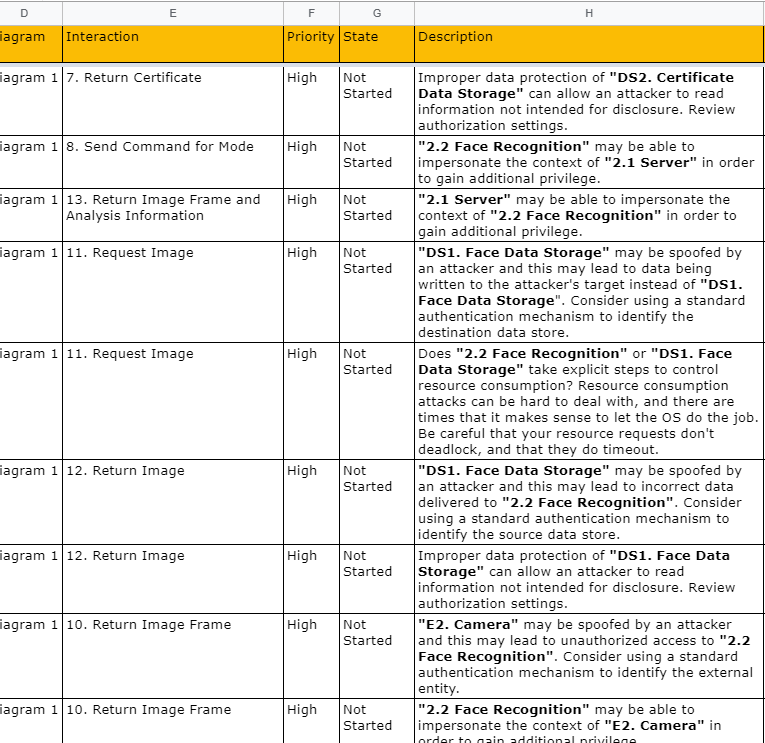 D E F G H
iagram Interaction Priority State Description
iagram 1 7. Return Certificate High Not Started Improper data protection of "DS2. Certificate
Data Storage" can allow an attacker to read
information not intended for disclosure. Review
authorization settings.
iagram 1 8. Send Command for Mode High Not Started "2.2 Face Recognition" may be able to
impersonate the context of "2.1 Server" in order
to gain additional privilege.
iagram 1 13. Return Image Frame and Analysis Information High Not Started "2.1 Server" may be able to impersonate the
context of "2.2 Face Recognition" in order to
gain additional privilege.
iagram 1 11. Request Image High Not Started "DS1. Face Data Storage" may be spoofed by
an attacker and this may lead to data being
written to the attacker's target instead of "DS1.
Face Data Storage". Consider using a standard
authentication mechanism to identify the
destination data store.
iagram 1 11. Request Image High Not Started Does "2.2 Face Recognition" or "DS1. Face
Data Storage" take explicit steps to control
resource consumption? Resource consumption
attacks can be hard to deal with, and there are
times that it makes sense to let the OS do the job.
Be careful that your resource requests don't
deadlock, and that they do timeout.
iagram 1 12. Return Image High Not Started "DS1. Face Data Storage" may be spoofed by
an attacker and this may lead to incorrect data
delivered to "2.2 Face Recognition". Consider
using a standard authentication mechanism to
identify the source data store.
iagram 1 12. Return Image High Not Started Improper data protection of "DS1. Face Data
Storage" can allow an attacker to read
information not intended for disclosure. Review
authorization settings.
iagram 1 10. Return Image Frame High Not Started "E2. Camera" may be spoofed by an attacker
and this may lead to unauthorized access to "2.2
Face Recognition". Consider using a standard
authentication mechanism to identify the external
entity.
iagram 1 10. Return Image Frame High Not Started "2.2 Face Recognition" may be able to
impersonate the context of "E2. Camera" in
order to gain additional privilege.